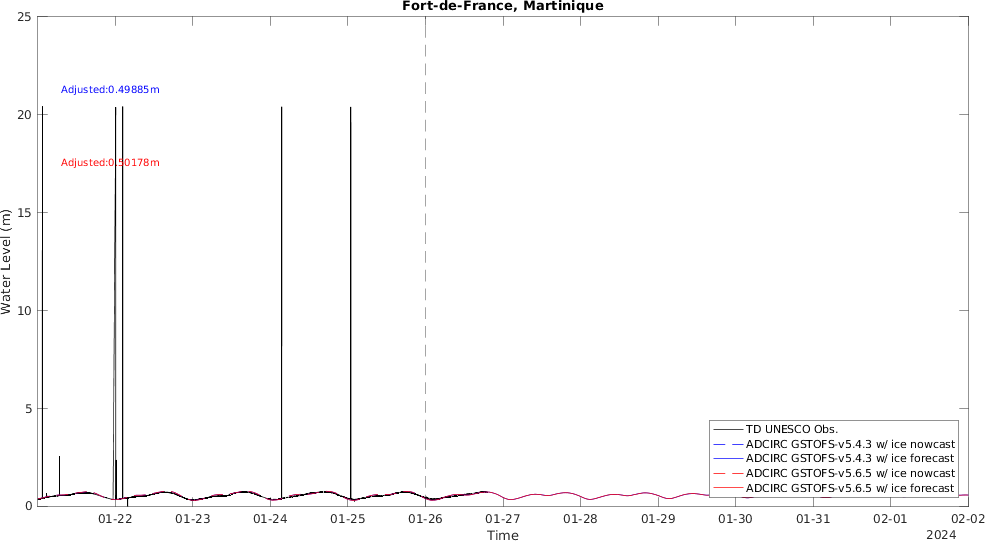 Fort-de-France, Martinique
25
20
15
10
5
0
Water Level (m)
Adjusted:0.49885m
Adjusted:0.50178m
TD UNESCO Obs.
ADCIRC GSTOFS-v5.4.3 w/ ice nowcast
ADCIRC GSTOFS-v5.4.3 w/ ice forecast
ADCIRC GSTOFS-v5.6.5 w/ ice nowcast
ADCIRC GSTOFS-v5.6.5 w/ ice forecast
01-22 01-23 01-24 01-25 01-26 01-27 01-28 01-29 01-30 01-31 02-01 02-02
Time
2024